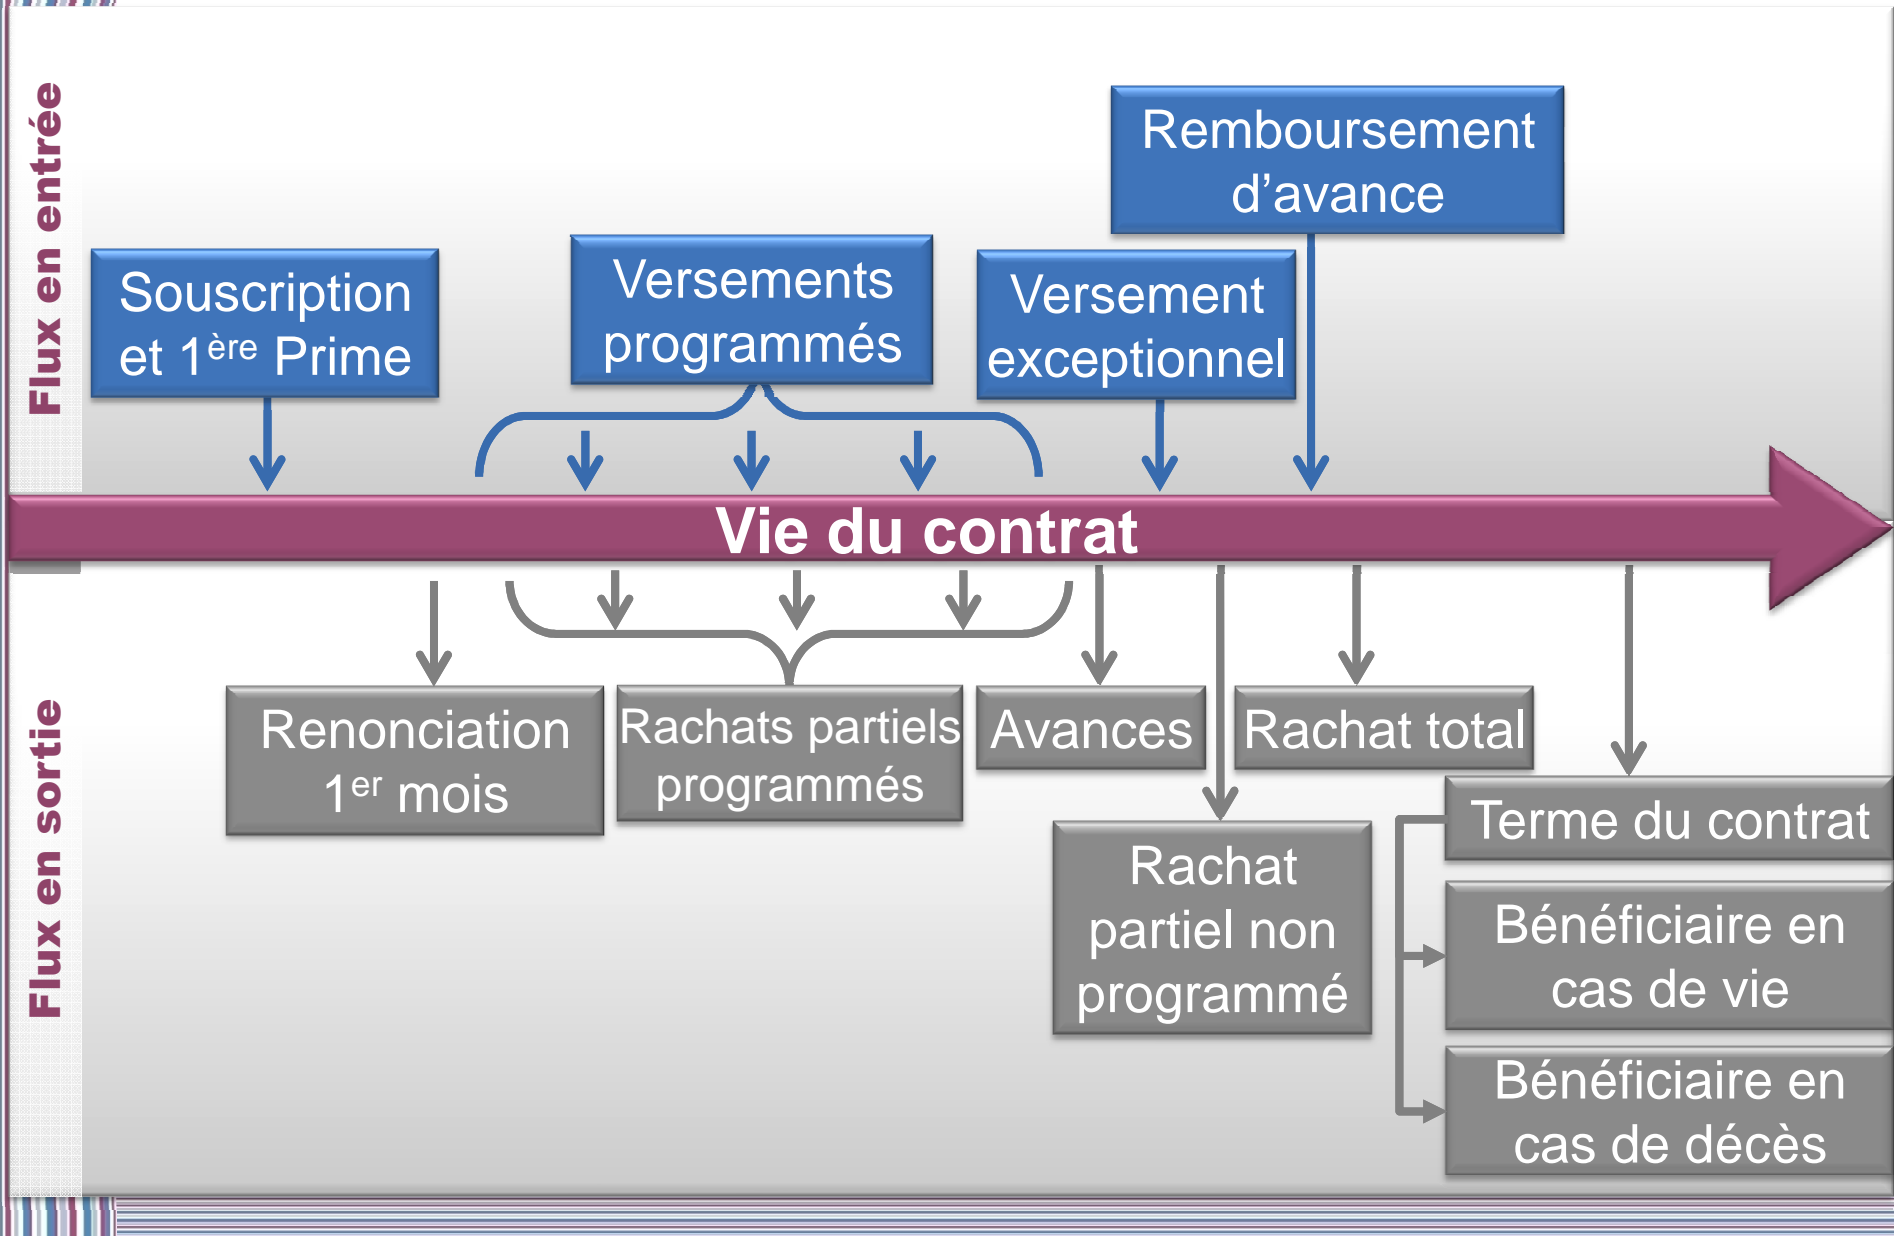 Flux en entrée
Remboursement
d’avance
Souscription
et 1ère Prime
Versements
programmés
Versement
exceptionnel
Vie du contrat
Flux en sortie
Renonciation
1er mois
Rachats partiels
programmés
Avances
Rachat total
Rachat
partiel non
programmé
Terme du contrat
Bénéficiaire en
cas de vie
Bénéficiaire en
cas de décès